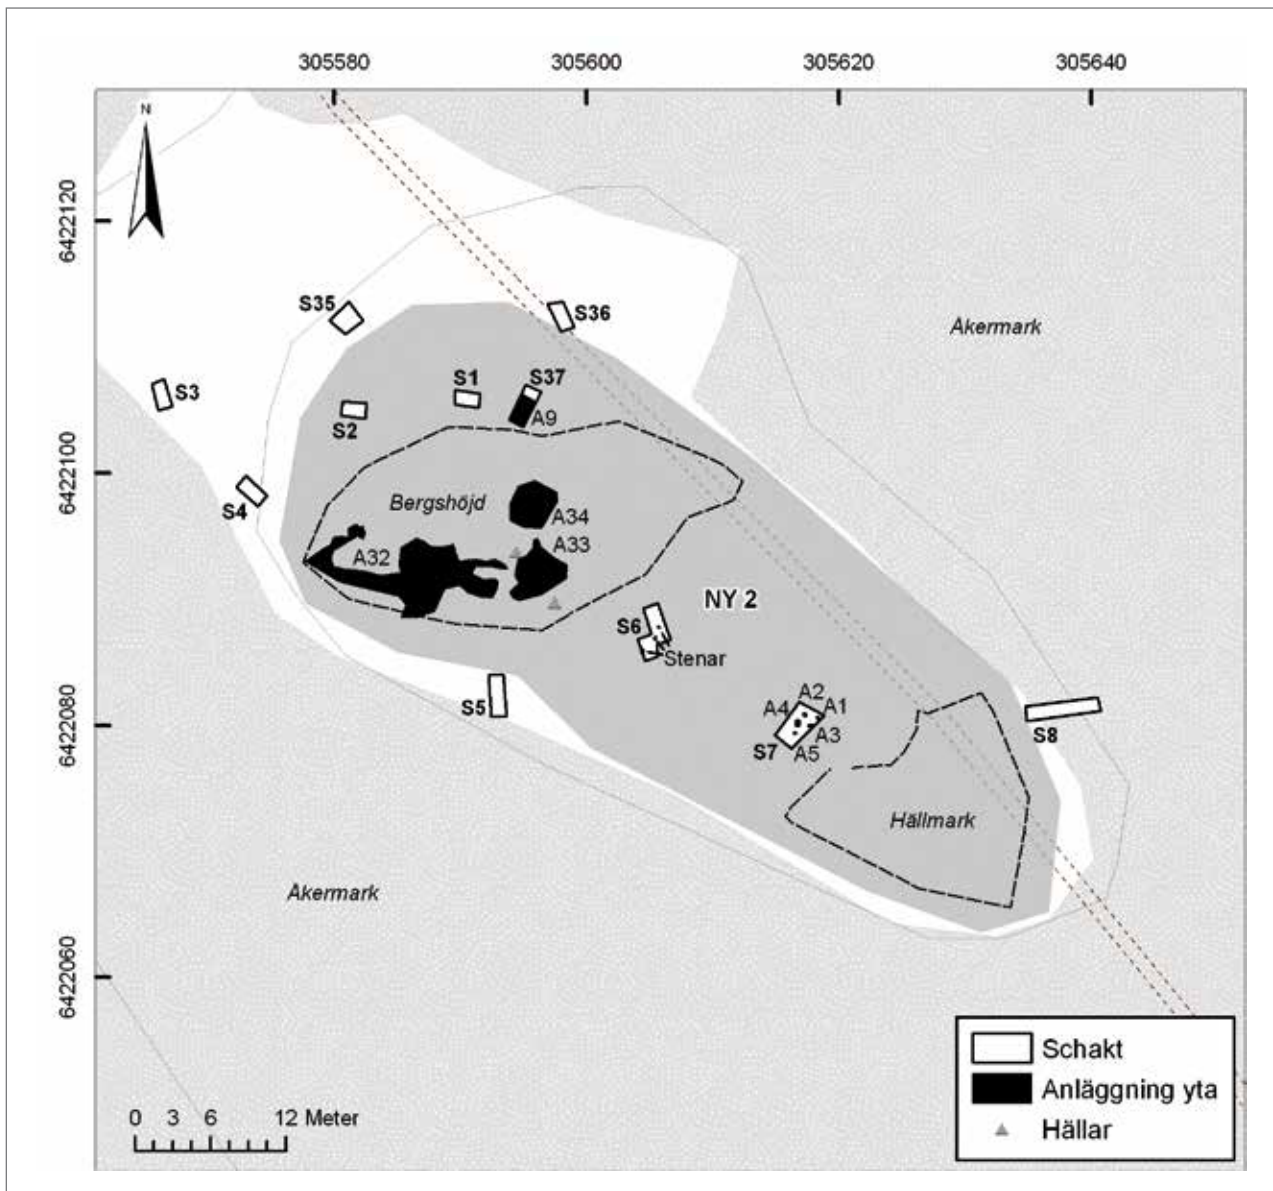 305580 305600 305620 305640
N
6422120
S35
S36
Åkermark
S3
S1
S37
S2
A9
6422100
Bergshöjd
S4
A34
A32
A33
NY 2
S6
Stenar
6422080
S5
A2
A4
A1
S7
A3
A5
S8
Hällmark
Åkermark
6422060
0 3 6 12 Meter
Schakt
Anläggning yta
Hällar